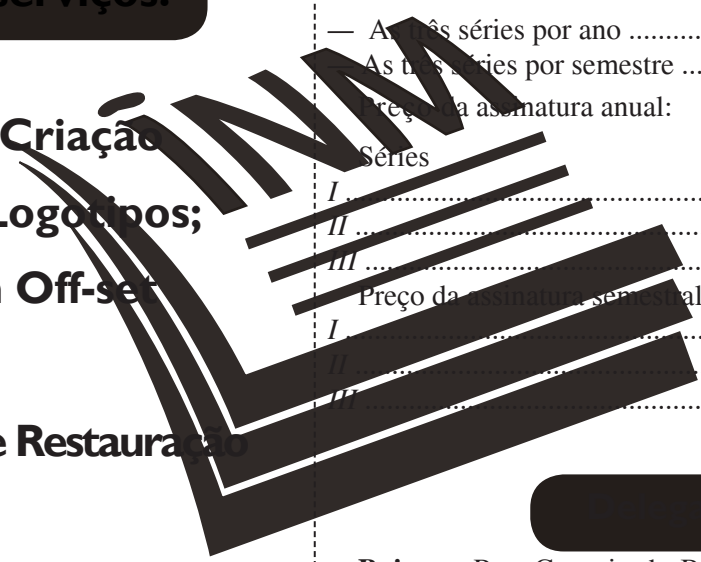 serviços:
Criação
Logotipos;
Off-set
e Restauração
— As três séries por ano ..........
— As três séries por semestre ...
Preço da assinatura anual:
Séries
I
II
III
Preço da assinatura semestral
I
II
III
INM